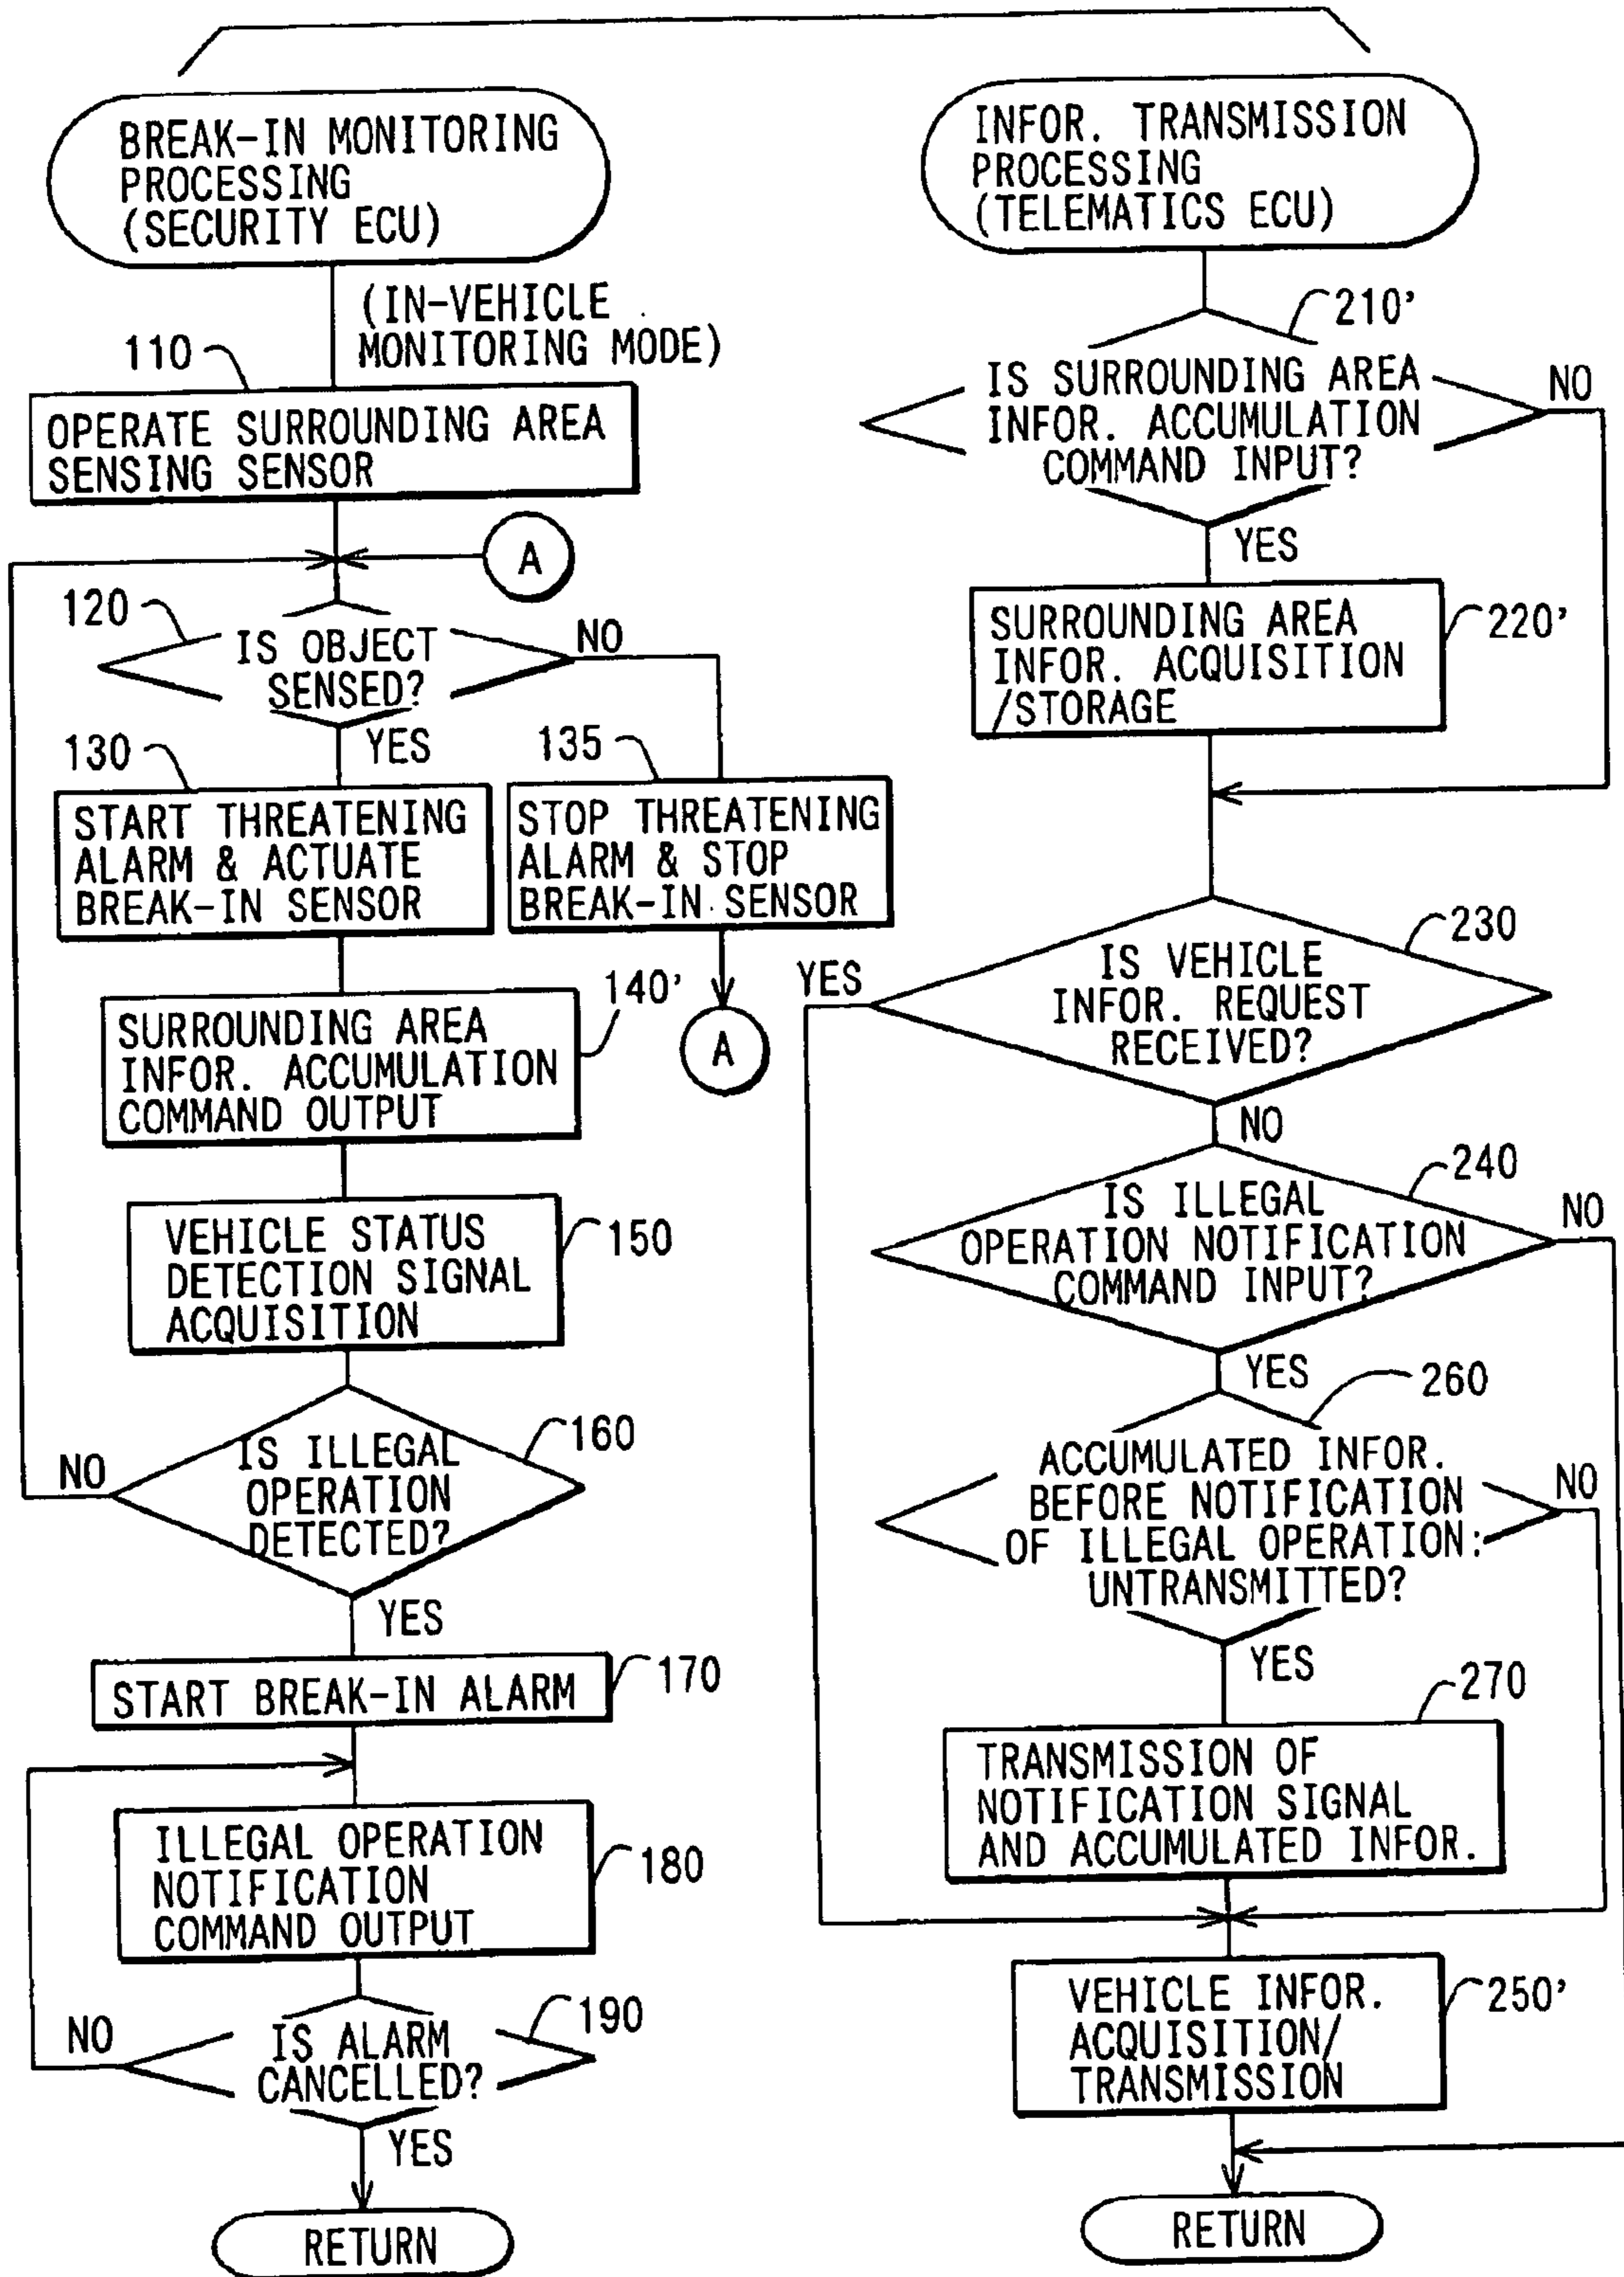 BREAK-IN MONITORING
PROCESSING
(SECURITY ECU)
(IN-VEHICLE
MONITORING MODE)
110
OPERATE SURROUNDING AREA
SENSING SENSOR
A
120
IS OBJECT
SENSED?
NO
YES
130
START THREATENING
ALARM & ACTUATE
BREAK-IN SENSOR
135
STOP THREATENING
ALARM & STOP
BREAK-IN SENSOR
A
140'
SURROUNDING AREA
INFOR. ACCUMULATION
COMMAND OUTPUT
150
VEHICLE STATUS
DETECTION SIGNAL
ACQUISITION
160
IS ILLEGAL
OPERATION
DETECTED?
NO
YES
170
START BREAK-IN ALARM
180
ILLEGAL OPERATION
NOTIFICATION
COMMAND OUTPUT
190
IS ALARM
CANCELLED?
NO
YES
RETURN
INFOR. TRANSMISSION
PROCESSING
(TELEMATICS ECU)
210'
IS SURROUNDING AREA
INFOR. ACCUMULATION
COMMAND INPUT?
NO
YES
220'
SURROUNDING AREA
INFOR. ACQUISITION
/STORAGE
230
IS VEHICLE
INFOR. REQUEST
RECEIVED?
YES
NO
240
IS ILLEGAL
OPERATION NOTIFICATION
COMMAND INPUT?
NO
YES
260
ACCUMULATED INFOR.
BEFORE NOTIFICATION
OF ILLEGAL OPERATION:
UNTRANSMITTED?
NO
YES
270
TRANSMISSION OF
NOTIFICATION SIGNAL
AND ACCUMULATED INFOR.
250'
VEHICLE INFOR.
ACQUISITION/
TRANSMISSION
RETURN